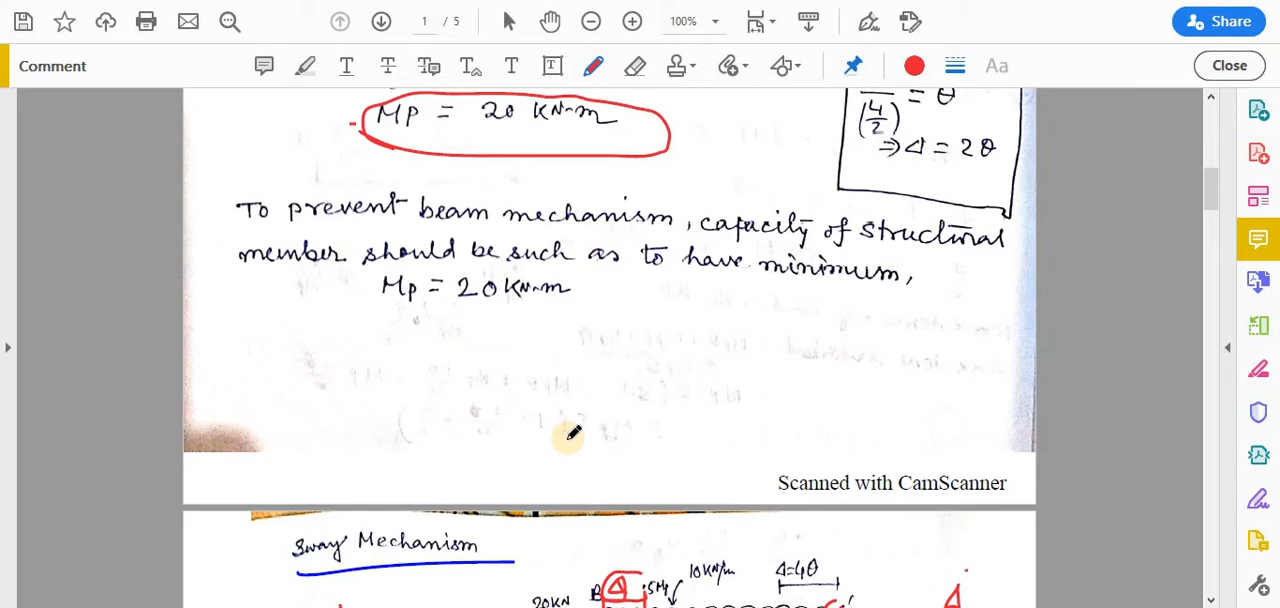 1 / 5
100%
Share
Comment
T
T
T
T
Aa
Close
Mp = 20 KN-m
= θ
(4/2)
⇒ Δ = 2θ
To prevent beam mechanism, capacity of structural
member should be such as to have minimum,
Mp = 20 KN-m
Scanned with CamScanner
Sway Mechanism
Δ
10 KN/m
Δ=4θ
20KN
B
Δ